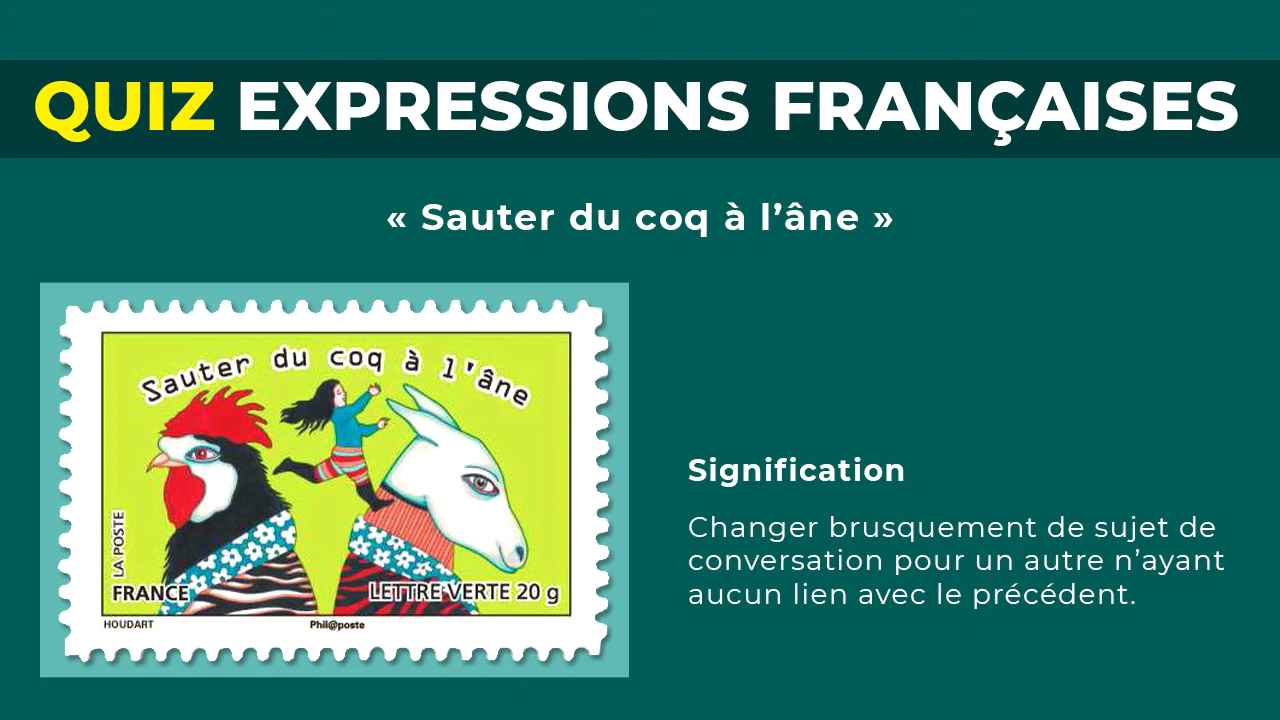 QUIZ EXPRESSIONS FRANÇAISES
« Sauter du coq à l’âne »
Sauter du coq à l'âne
LA POSTE
FRANCE
LETTRE VERTE 20 g
HOUDART
Phil@poste
Signification
Changer brusquement de sujet de
conversation pour un autre n’ayant
aucun lien avec le précédent.